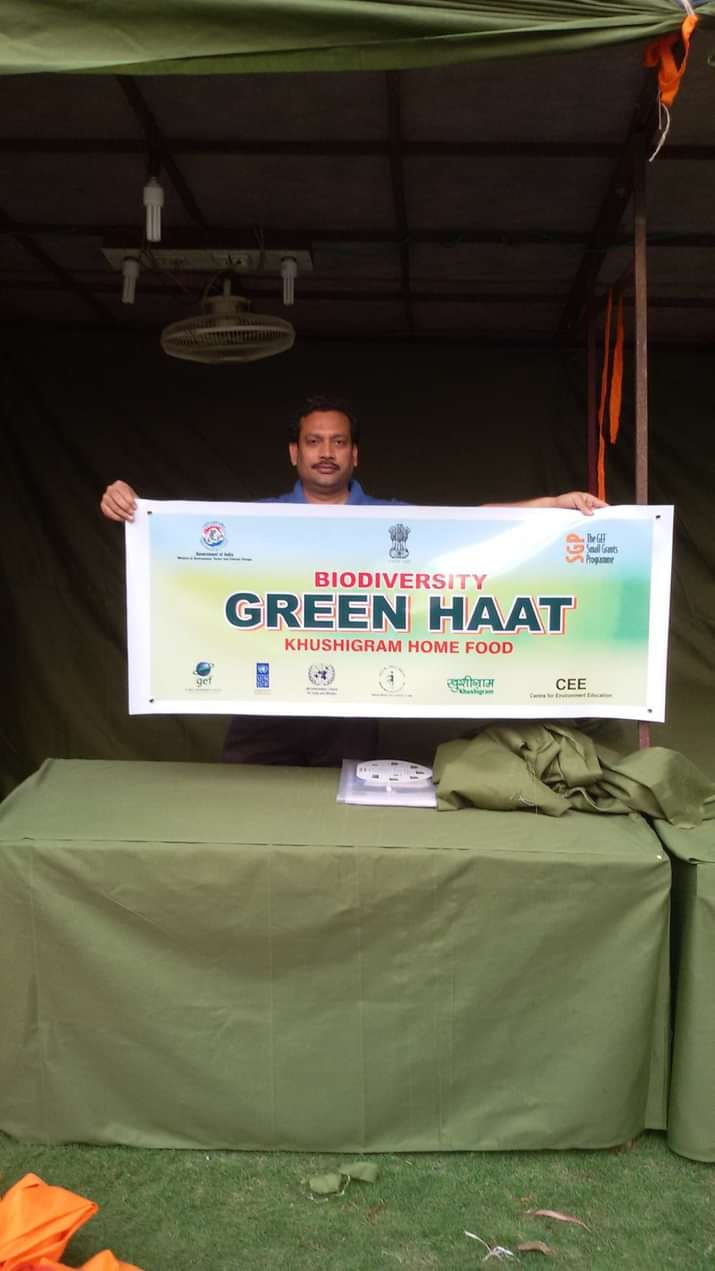 Government of India
SGP
The GEF
Small Grants
Programme
BIODIVERSITY
GREEN HAAT
KHUSHIGRAM HOME FOOD
gef
खुशीग्राम
Khushigram
CEE
Centre for Environment Education